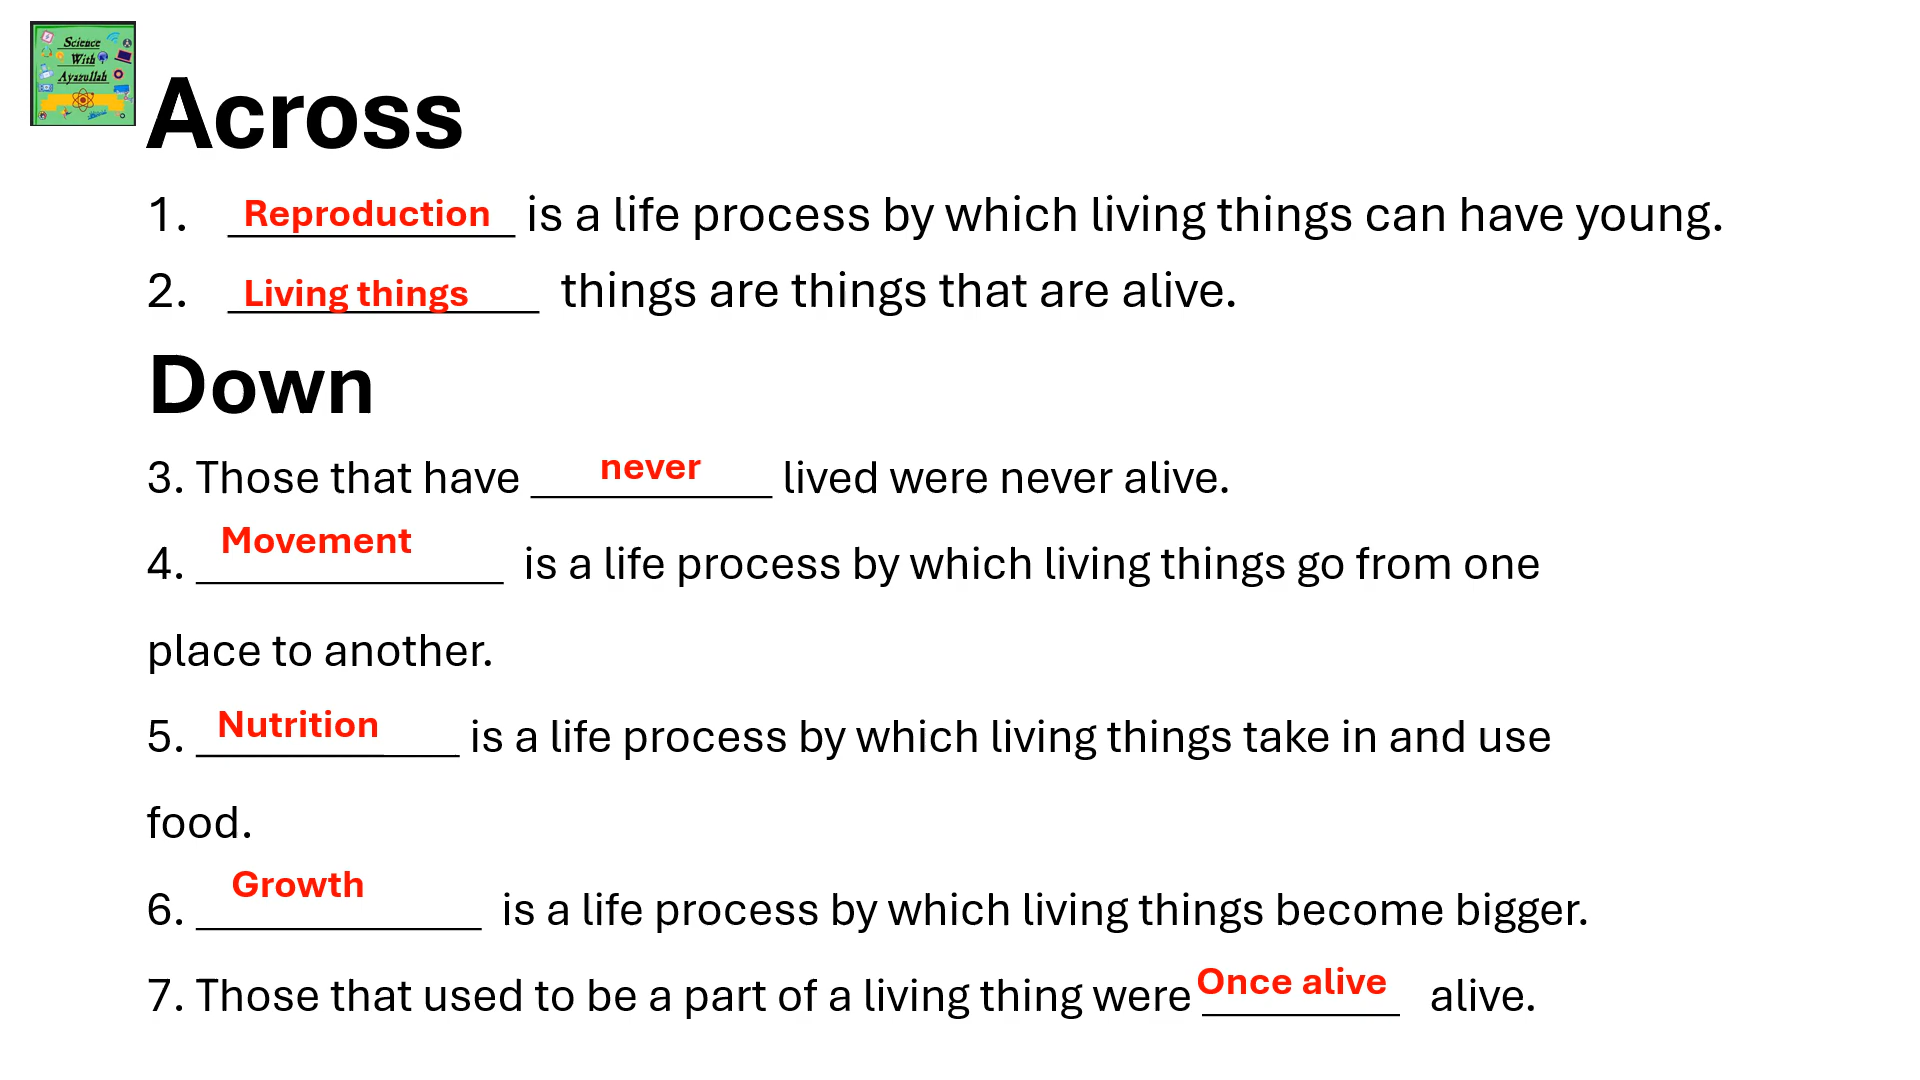 Science
With
Ayazullah
Across
1. Reproduction is a life process by which living things can have young.
2. Living things things are things that are alive.
Down
3. Those that have never lived were never alive.
4. Movement is a life process by which living things go from one
place to another.
5. Nutrition is a life process by which living things take in and use
food.
6. Growth is a life process by which living things become bigger.
7. Those that used to be a part of a living thing were Once alive alive.